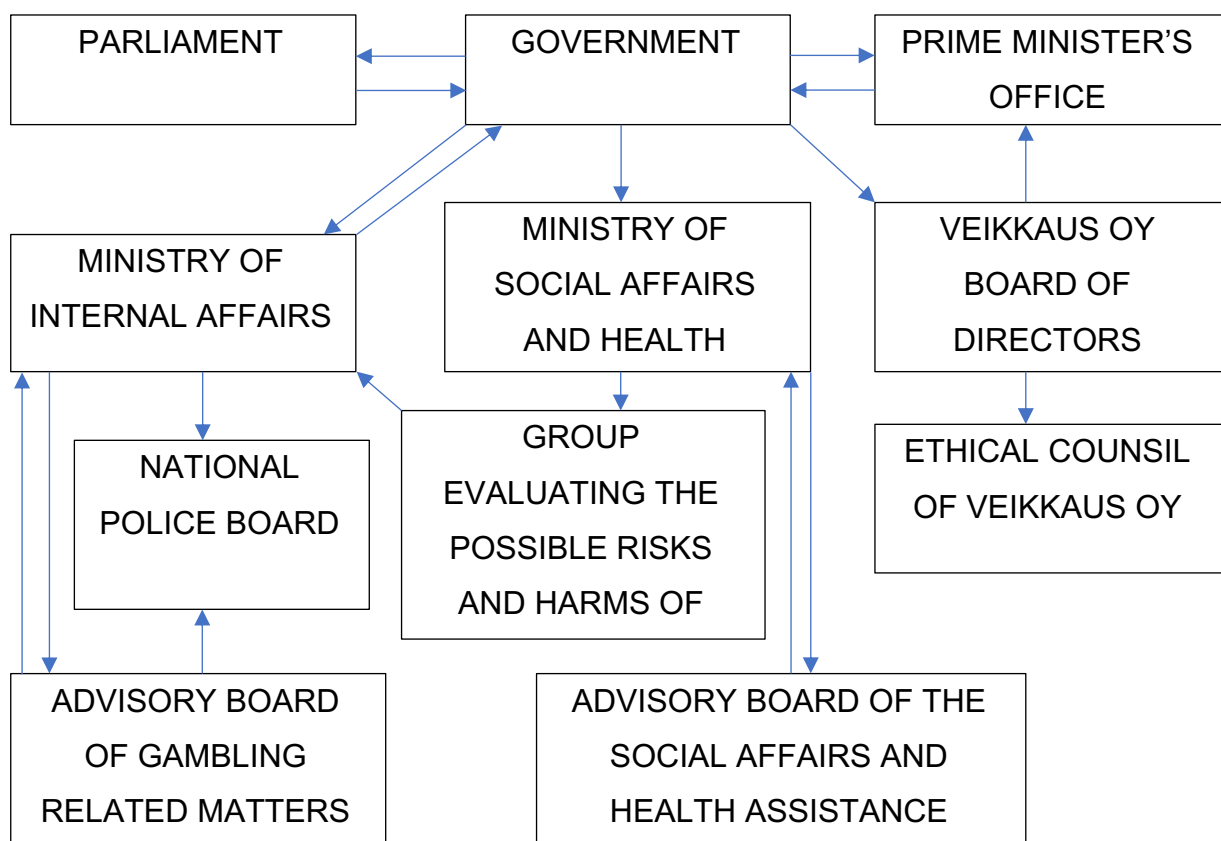 PARLIAMENT
GOVERNMENT
PRIME MINISTER’S
OFFICE
MINISTRY OF
INTERNAL AFFAIRS
MINISTRY OF
SOCIAL AFFAIRS
AND HEALTH
VEIKKAUS OY
BOARD OF
DIRECTORS
NATIONAL
POLICE BOARD
GROUP
EVALUATING THE
POSSIBLE RISKS
AND HARMS OF
ETHICAL COUNSIL
OF VEIKKAUS OY
ADVISORY BOARD
OF GAMBLING
RELATED MATTERS
ADVISORY BOARD OF THE
SOCIAL AFFAIRS AND
HEALTH ASSISTANCE